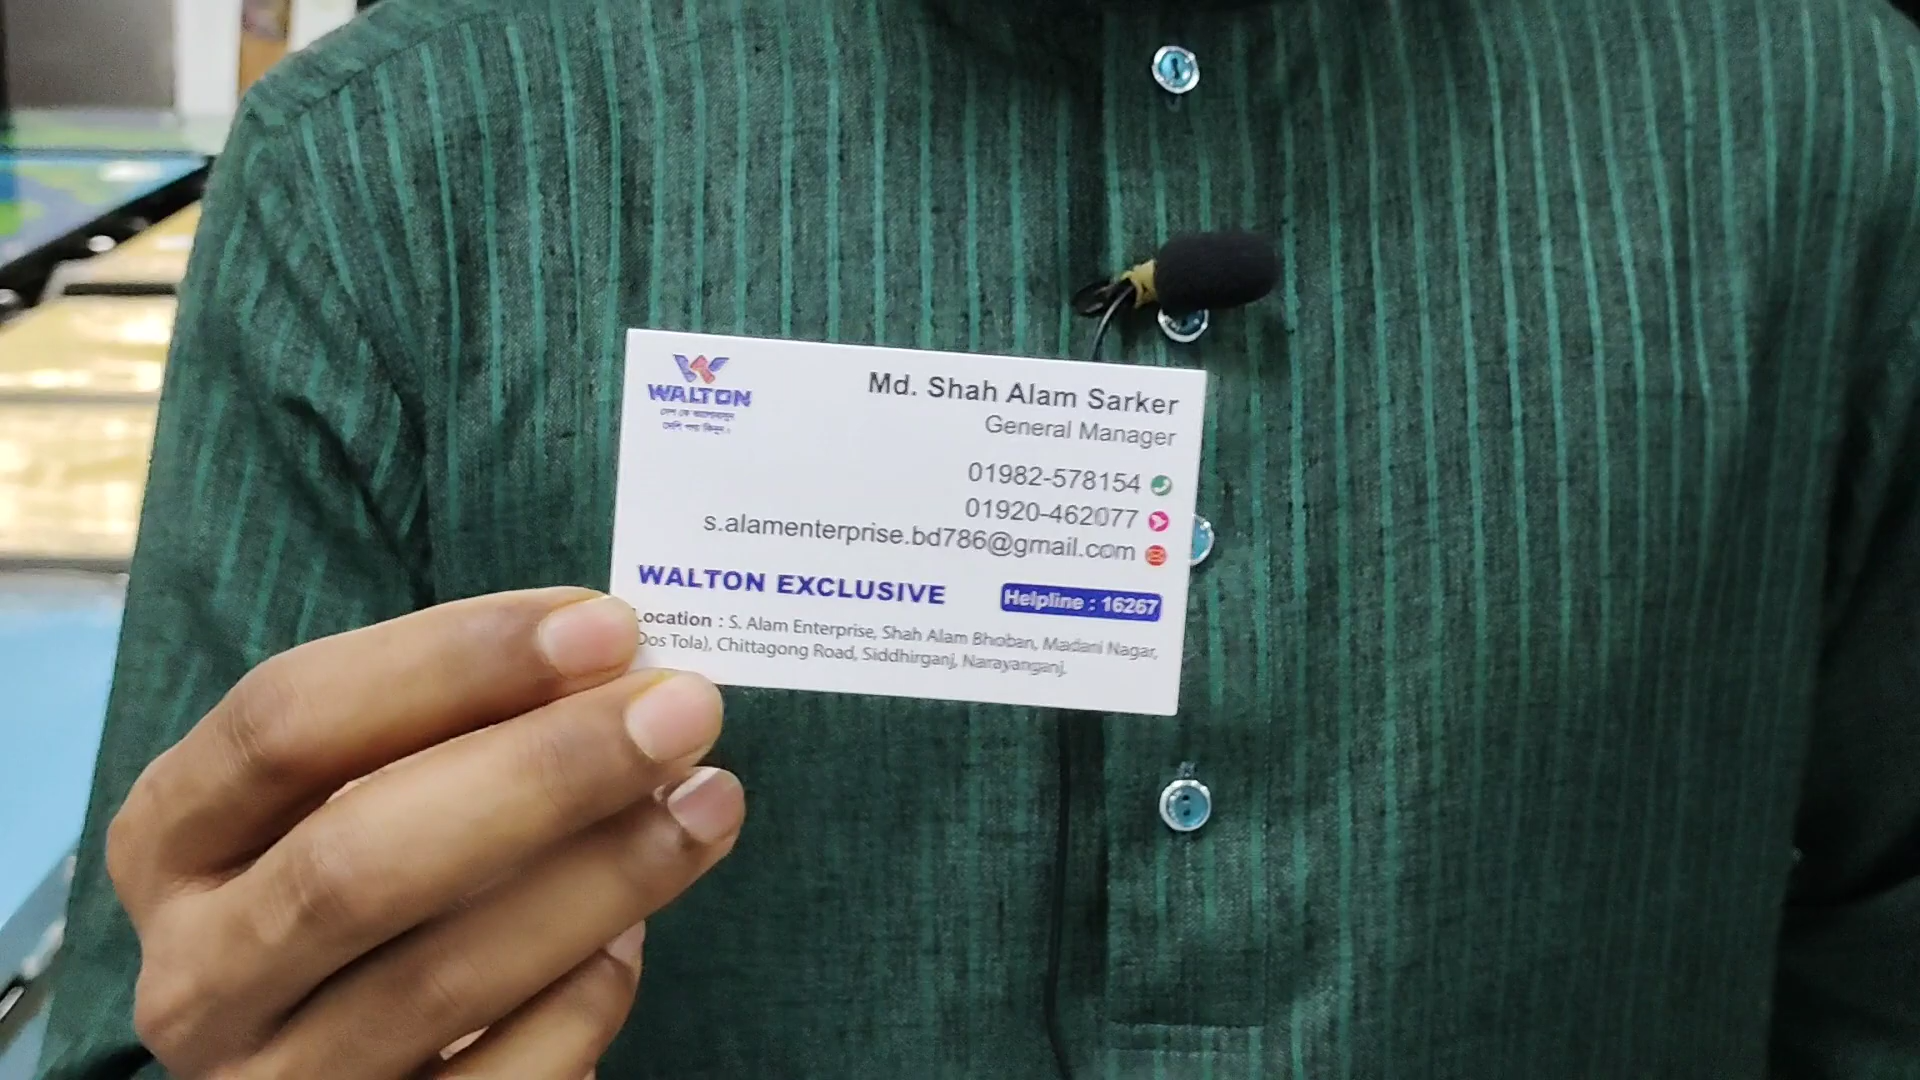 WALTON
Md. Shah Alam Sarker
General Manager
01982-578154
01920-462077
s.alamenterprise.bd786@gmail.com
WALTON EXCLUSIVE
Helpline : 16267
Location : S. Alam Enterprise, Shah Alam Bhoban, Madani Nagar,
Dos Tola), Chittagong Road, Siddhirganj, Narayanganj.